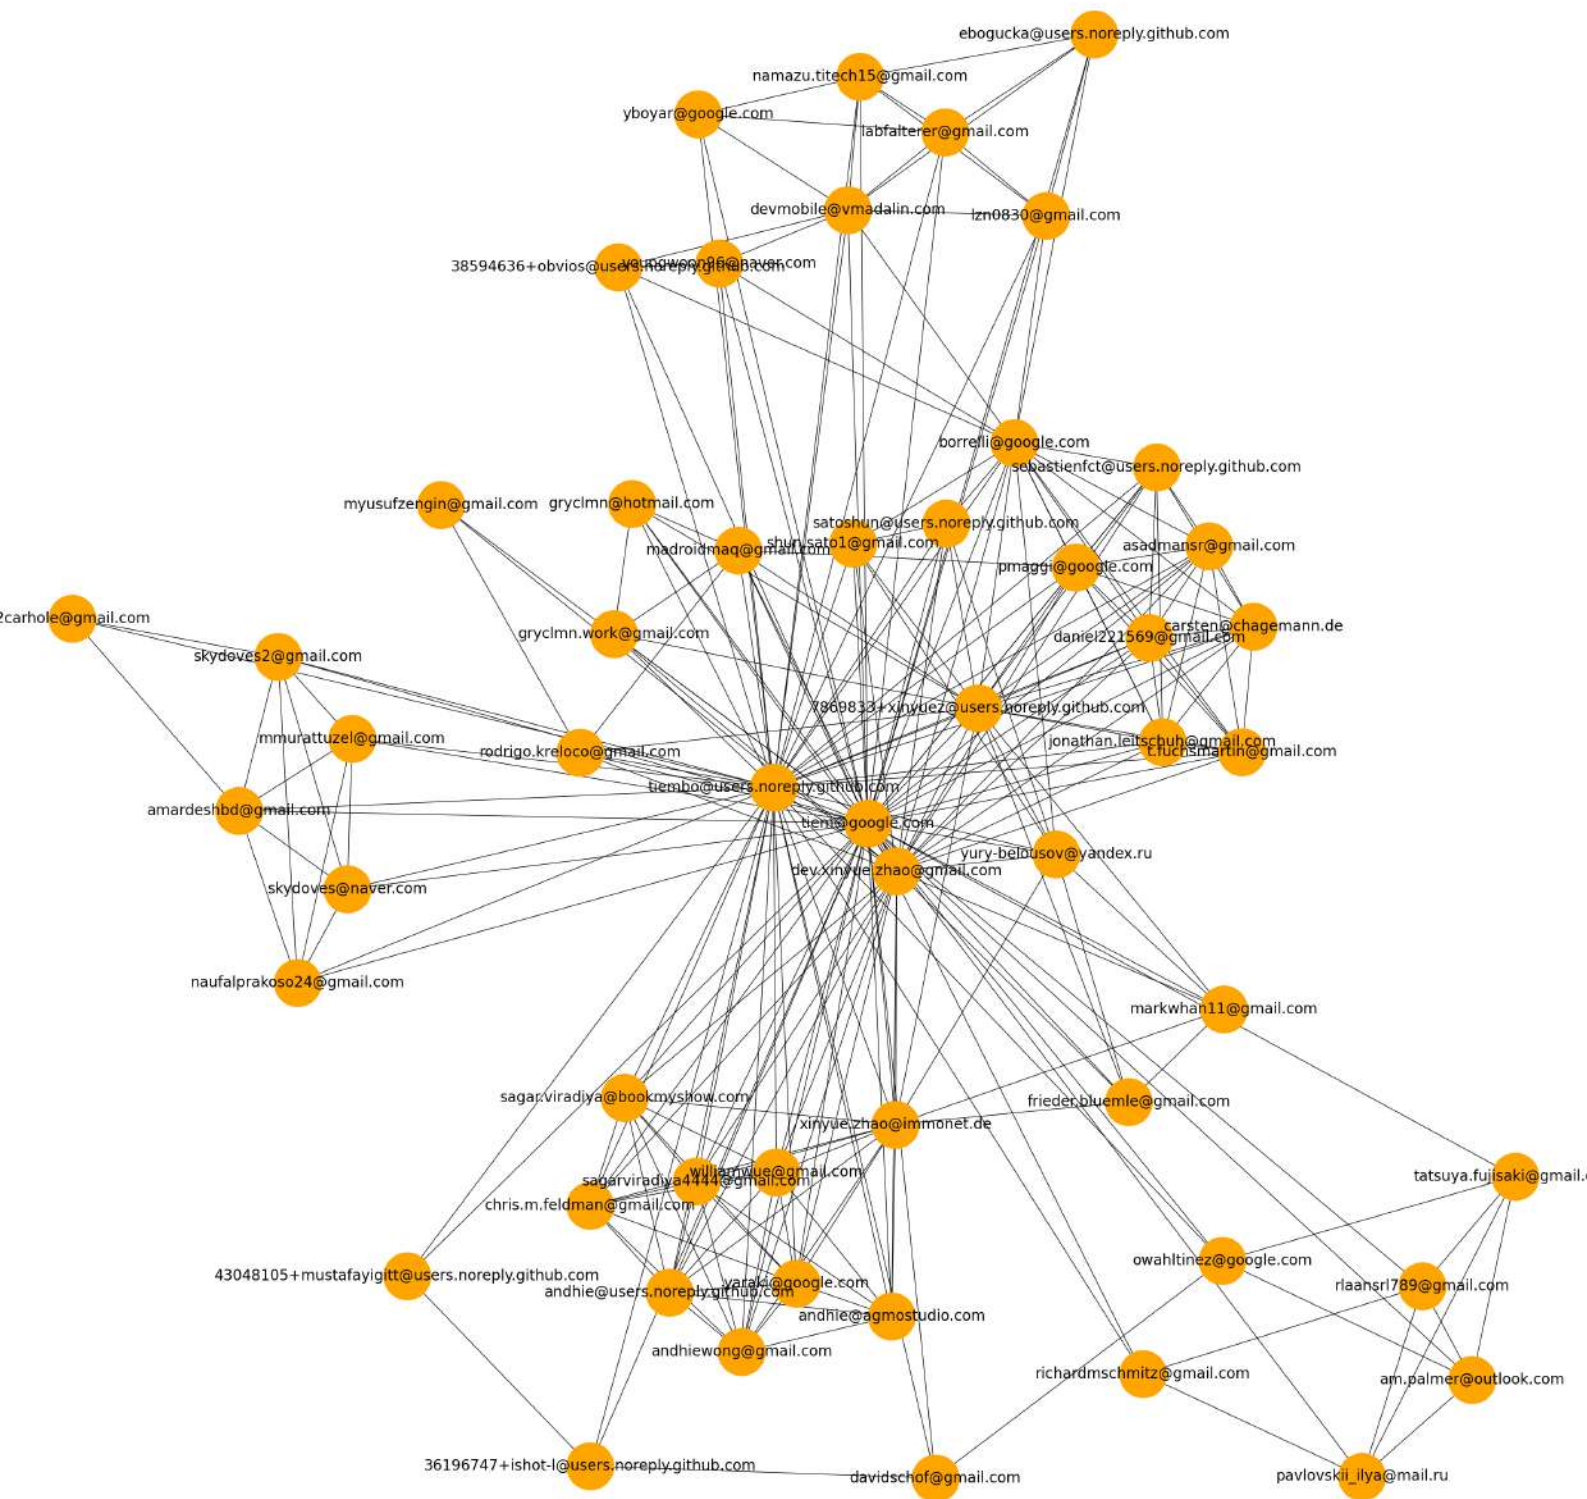 ebogucka@users.noreply.github.com
namazu.titech15@gmail.com
yboyar@google.com
labfalterer@gmail.com
devmobile@vmadalin.com
lzn0830@gmail.com
38594636+obvios@users.noreply.github.com
youngwoon96@naver.com
borrelli@google.com
sebastienfct@users.noreply.github.com
myusufzengin@gmail.com
gryclmn@hotmail.com
satoshun@users.noreply.github.com
madroidmaq@gmail.com
shun.sato1@gmail.com
asadmansr@gmail.com
pmaggi@google.com
2carhole@gmail.com
carsten@chagemann.de
gryclmn.work@gmail.com
daniel221569@gmail.com
skydoves2@gmail.com
7869833+xinyuez@users.noreply.github.com
mmurattuzel@gmail.com
jonathan.leitschuh@gmail.com
rodrigo.kreloco@gmail.com
t.fuchsmartin@gmail.com
tiembo@users.noreply.github.com
amardeshbd@gmail.com
tiem@google.com
yury-belousov@yandex.ru
dev.xinyue.zhao@gmail.com
skydoves@naver.com
naufalprakoso24@gmail.com
markwhan11@gmail.com
sagar.viradiya@bookmyshow.com
frieder.bluemle@gmail.com
xinyue.zhao@immonet.de
williamwue@gmail.com
tatsuya.fujisaki@gmail.c
sagarviradiya4444@gmail.com
chris.m.feldman@gmail.com
owahltinez@google.com
43048105+mustafayigitt@users.noreply.github.com
yaraki@google.com
rlaansrl789@gmail.com
andhie@users.noreply.github.com
andhie@agmostudio.com
andhiewong@gmail.com
richardmschmitz@gmail.com
am.palmer@outlook.com
36196747+ishot-l@users.noreply.github.com
davidschof@gmail.com
pavlovskii_ilya@mail.ru